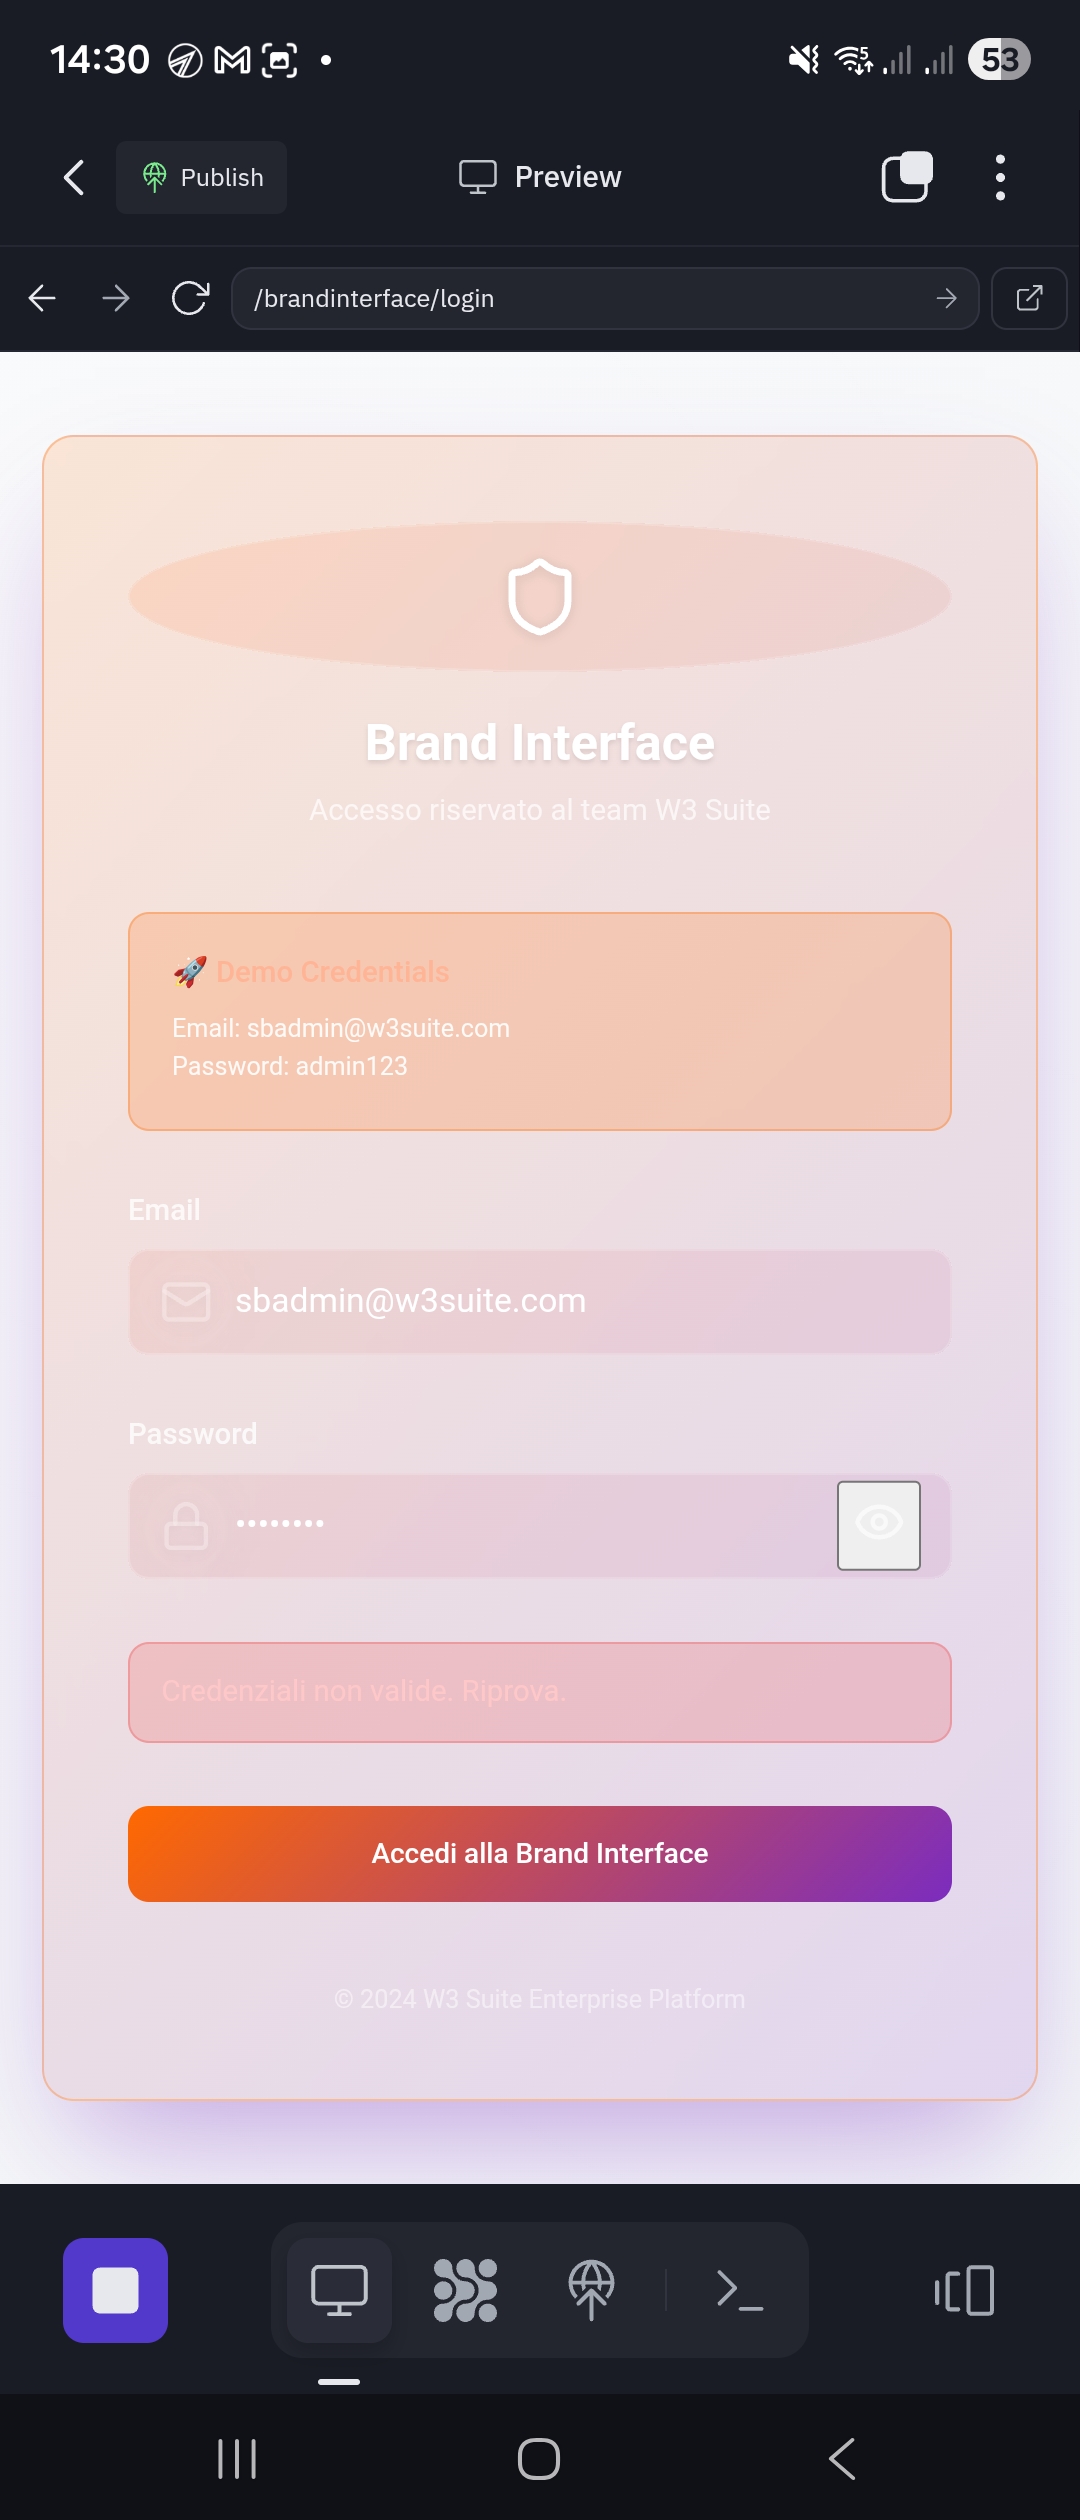 14:30
5
53
Publish
Preview
/brandinterface/login
Brand Interface
Accesso riservato al team W3 Suite
🚀 Demo Credentials
Email: sbadmin@w3suite.com
Password: admin123
Email
sbadmin@w3suite.com
Password
••••••••
Credenziali non valide. Riprova.
Accedi alla Brand Interface
© 2024 W3 Suite Enterprise Platform